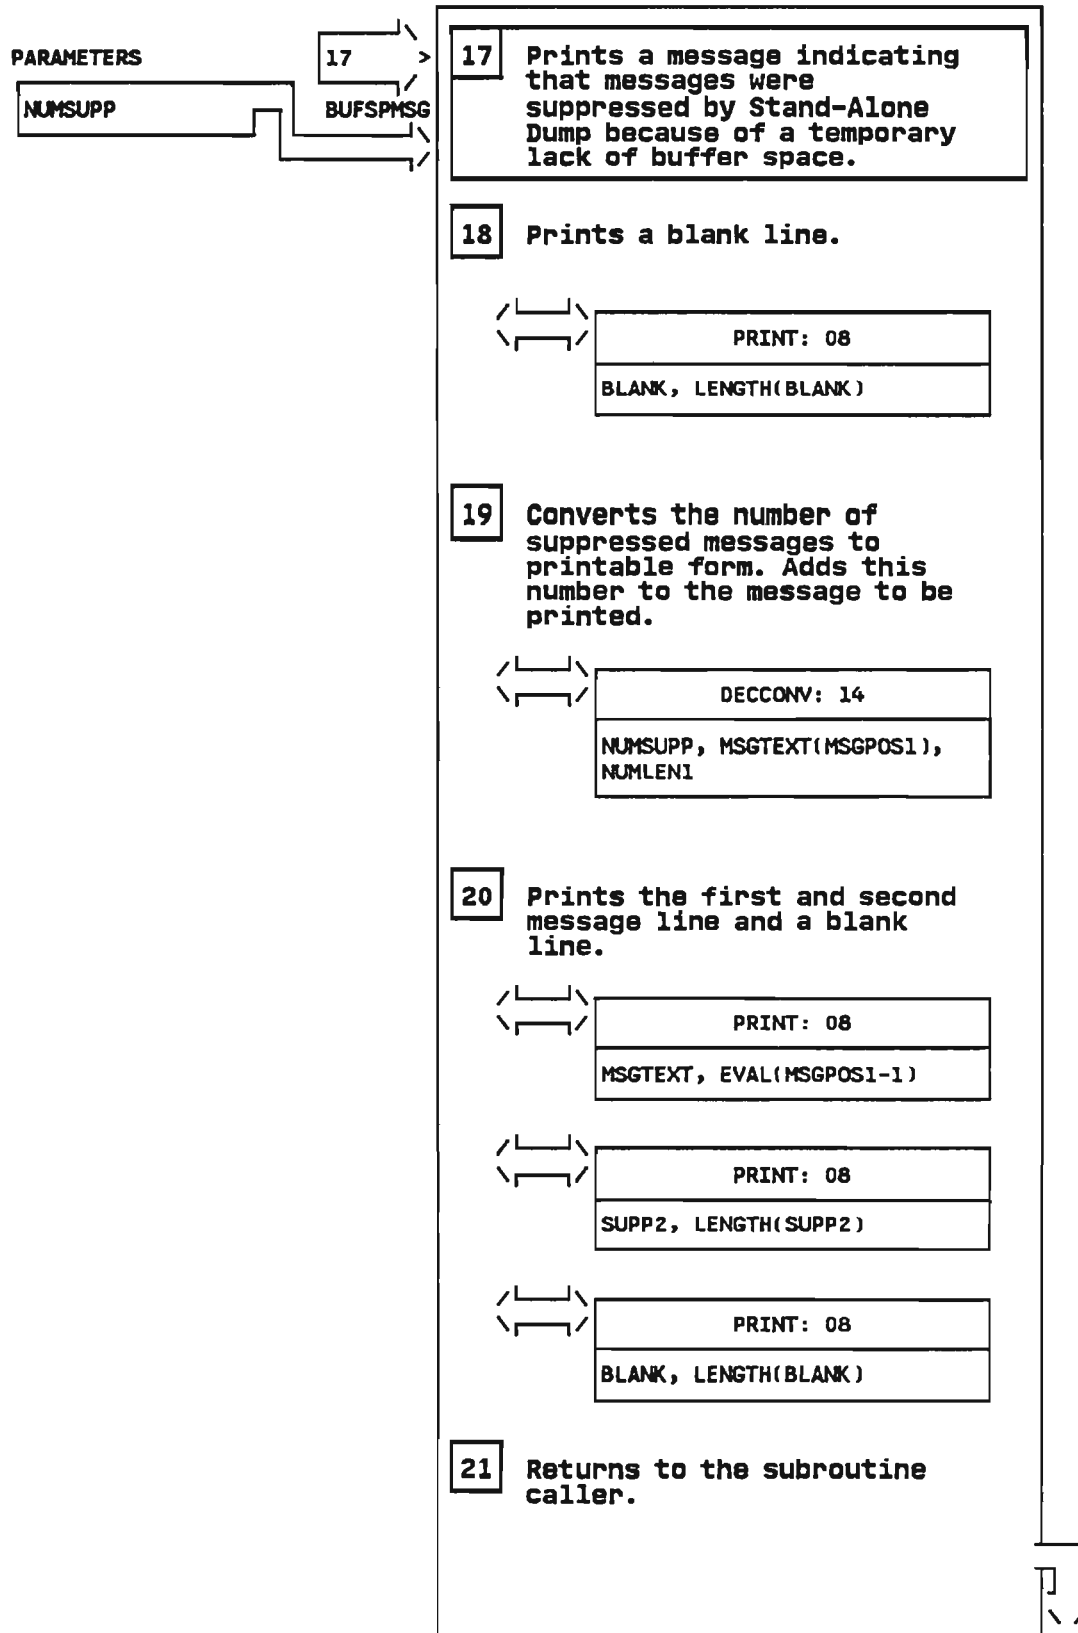 PARAMETERS
17
NUMSUPP
BUFSPMSG
17 Prints a message indicating
that messages were
suppressed by Stand-Alone
Dump because of a temporary
lack of buffer space.
18 Prints a blank line.
PRINT: 08
BLANK, LENGTH(BLANK)
19 Converts the number of
suppressed messages to
printable form. Adds this
number to the message to be
printed.
DECCONV: 14
NUMSUPP, MSGTEXT(MSGPOS1),
NUMLEN1
20 Prints the first and second
message line and a blank
line.
PRINT: 08
MSGTEXT, EVAL(MSGPOS1-1)
PRINT: 08
SUPP2, LENGTH(SUPP2)
PRINT: 08
BLANK, LENGTH(BLANK)
21 Returns to the subroutine
caller.